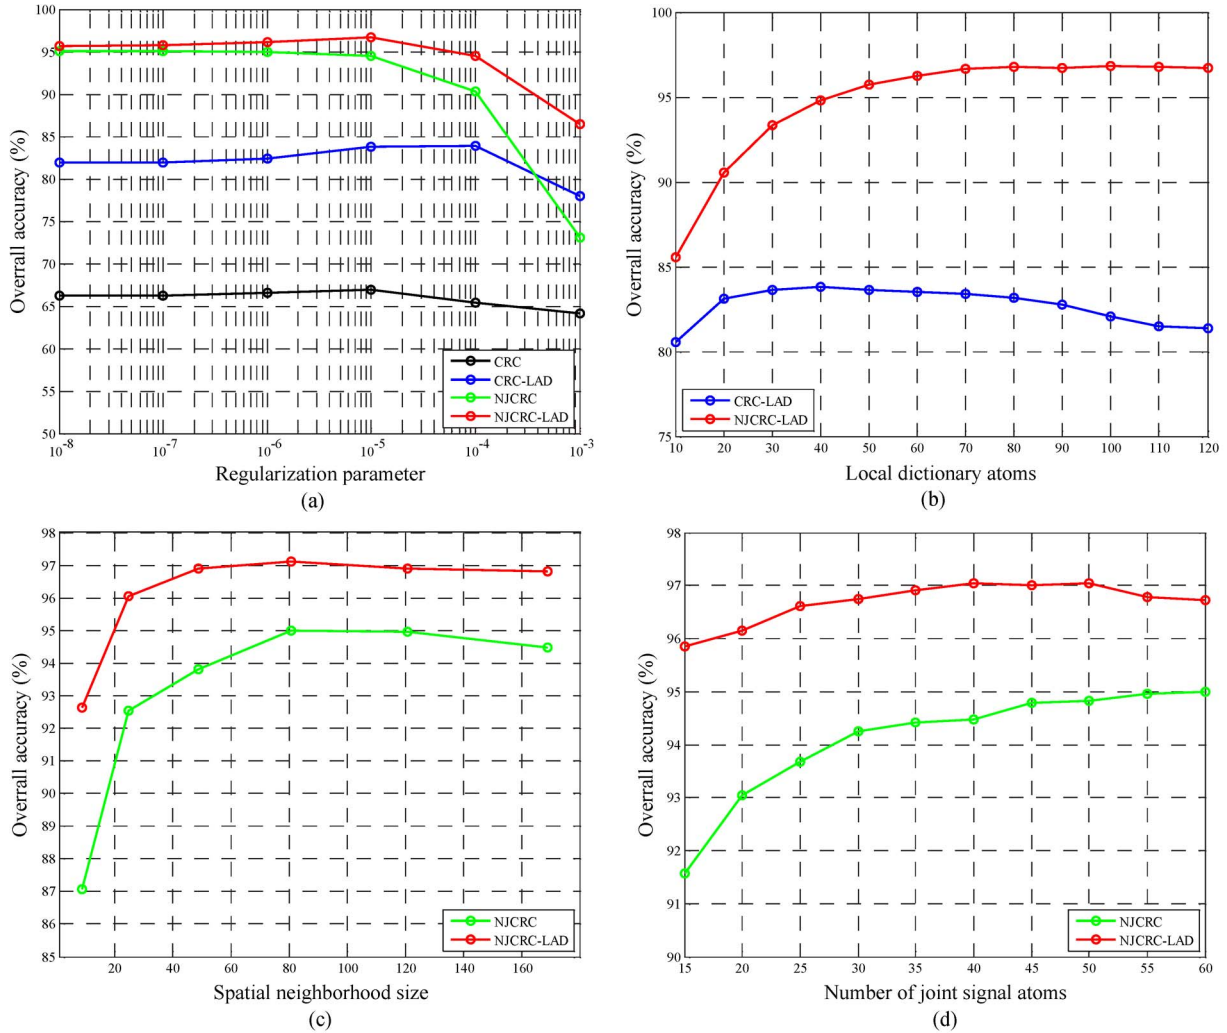 100
95
90
85
80
75
70
65
60
55
50
Overrall accuracy (%)
10-8
10-7
10-6
10-5
10-4
10-3
CRC
CRC-LAD
NJCRC
NJCRC-LAD
Regularization parameter
(a)
100
95
90
85
80
75
Overrall accuracy (%)
10 20 30 40 50 60 70 80 90 100 110 120
CRC-LAD
NJCRC-LAD
Local dictionary atoms
(b)
98
97
96
95
94
93
92
91
90
89
88
87
86
85
Overrall accuracy (%)
20 40 60 80 100 120 140 160
NJCRC
NJCRC-LAD
Spatial neighborhood size
(c)
98
97
96
95
94
93
92
91
90
Overrall accuracy (%)
15 20 25 30 35 40 45 50 55 60
NJCRC
NJCRC-LAD
Number of joint signal atoms
(d)